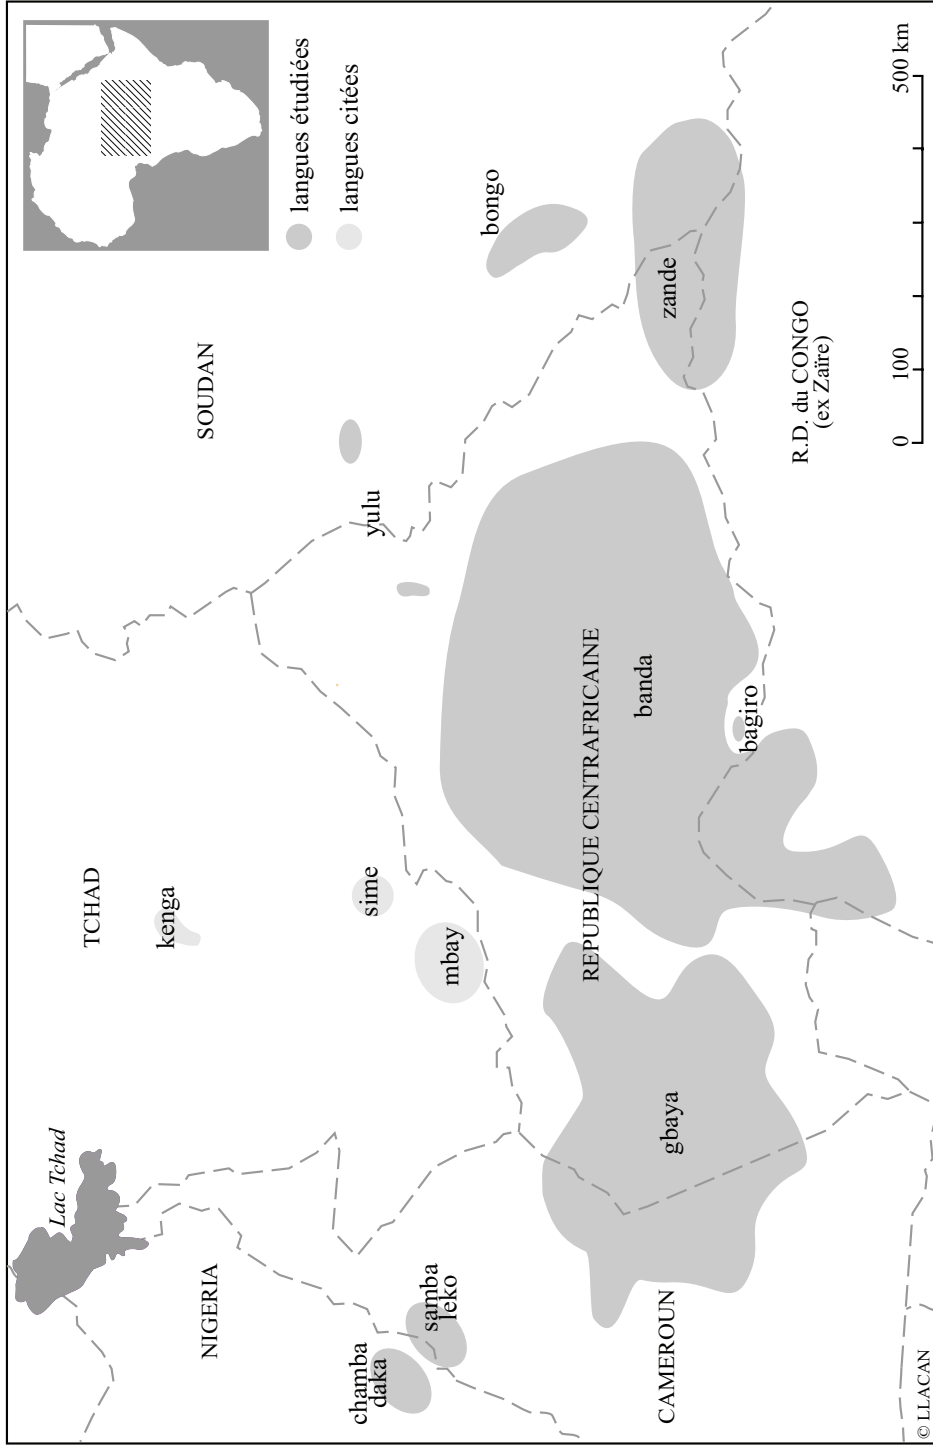 Lac Tchad
TCHAD
SOUDAN
NIGERIA
kenga
langues étudiées
langues citées
chamba
daka
samba
leko
sime
mbay
yulu
bongo
REPUBLIQUE CENTRAFRICAINE
banda
gbaya
CAMEROUN
zande
bagiro
R.D. du CONGO
(ex Zaïre)
0 100 500 km
© LLACAN